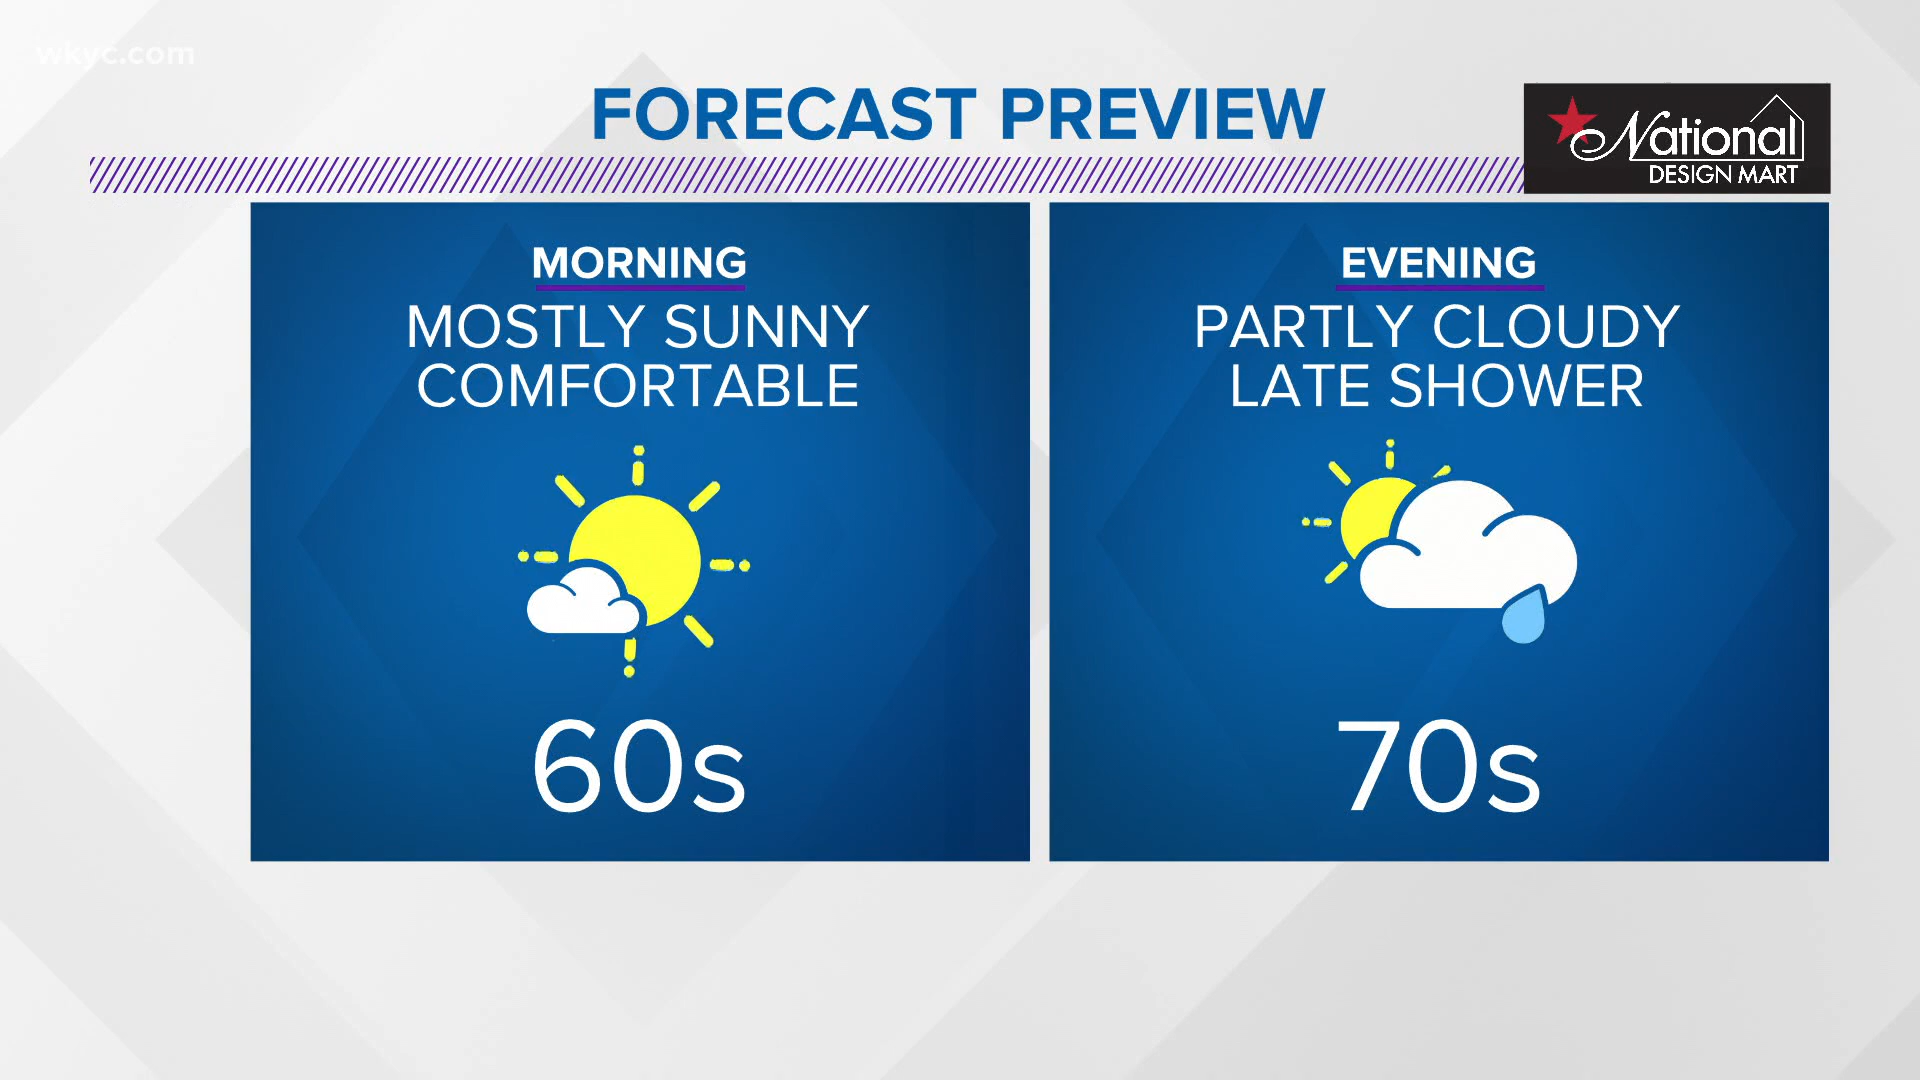 wkyc.com
FORECAST PREVIEW
National
DESIGN MART
MORNING
MOSTLY SUNNY
COMFORTABLE
60s
EVENING
PARTLY CLOUDY
LATE SHOWER
70s